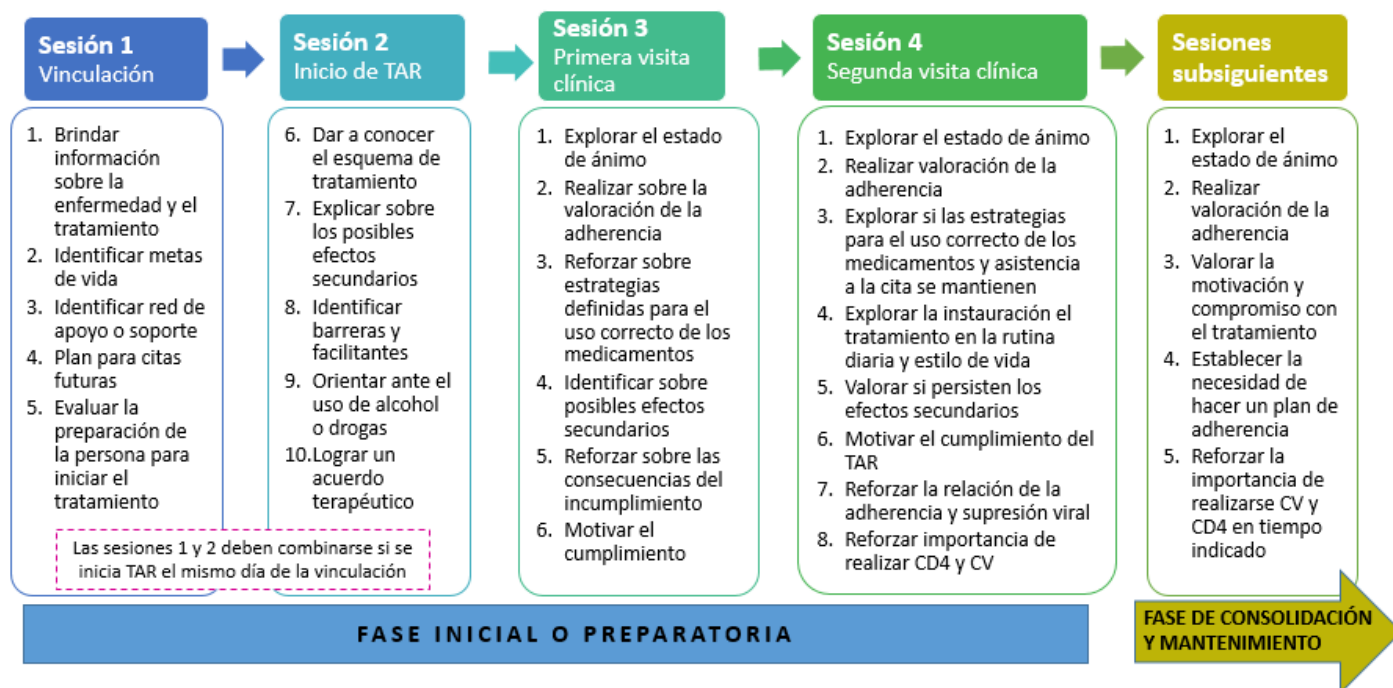 Sesión 1
Vinculación
1. Brindar
información
sobre la
enfermedad y el
tratamiento
2. Identificar metas
de vida
3. Identificar red de
apoyo o soporte
4. Plan para citas
futuras
5. Evaluar la
preparación de
la persona para
iniciar el
tratamiento
Sesión 2
Inicio de TAR
6. Dar a conocer
el esquema de
tratamiento
7. Explicar sobre
los posibles
efectos
secundarios
8. Identificar
barreras y
facilitantes
9. Orientar ante el
uso de alcohol
o drogas
10.Lograr un
acuerdo
terapéutico
Las sesiones 1 y 2 deben combinarse si se
inicia TAR el mismo día de la vinculación
Sesión 3
Primera visita
clínica
1. Explorar el estado
de ánimo
2. Realizar sobre la
valoración de la
adherencia
3. Reforzar sobre
estrategias
definidas para el
uso correcto de los
medicamentos
4. Identificar sobre
posibles efectos
secundarios
5. Reforzar sobre las
consecuencias del
incumplimiento
6. Motivar el
cumplimiento
Sesión 4
Segunda visita clínica
1. Explorar el estado de ánimo
2. Realizar valoración de la
adherencia
3. Explorar si las estrategias
para el uso correcto de los
medicamentos y asistencia
a la cita se mantienen
4. Explorar la instauración el
tratamiento en la rutina
diaria y estilo de vida
5. Valorar si persisten los
efectos secundarios
6. Motivar el cumplimiento del
TAR
7. Reforzar la relación de la
adherencia y supresión viral
8. Reforzar importancia de
realizar CD4 y CV
Sesiones
subsiguientes
1. Explorar el
estado de ánimo
2. Realizar
valoración de la
adherencia
3. Valorar la
motivación y
compromiso con
el tratamiento
4. Establecer la
necesidad de
hacer un plan de
adherencia
5. Reforzar la
importancia de
realizarse CV y
CD4 en tiempo
indicado
FASE INICIAL O PREPARATORIA
FASE DE CONSOLIDACIÓN
Y MANTENIMIENTO